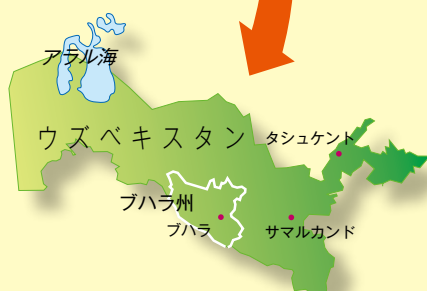 アラル海
ウズベキスタン
タシュケント
ブハラ州
ブハラ
サマルカンド